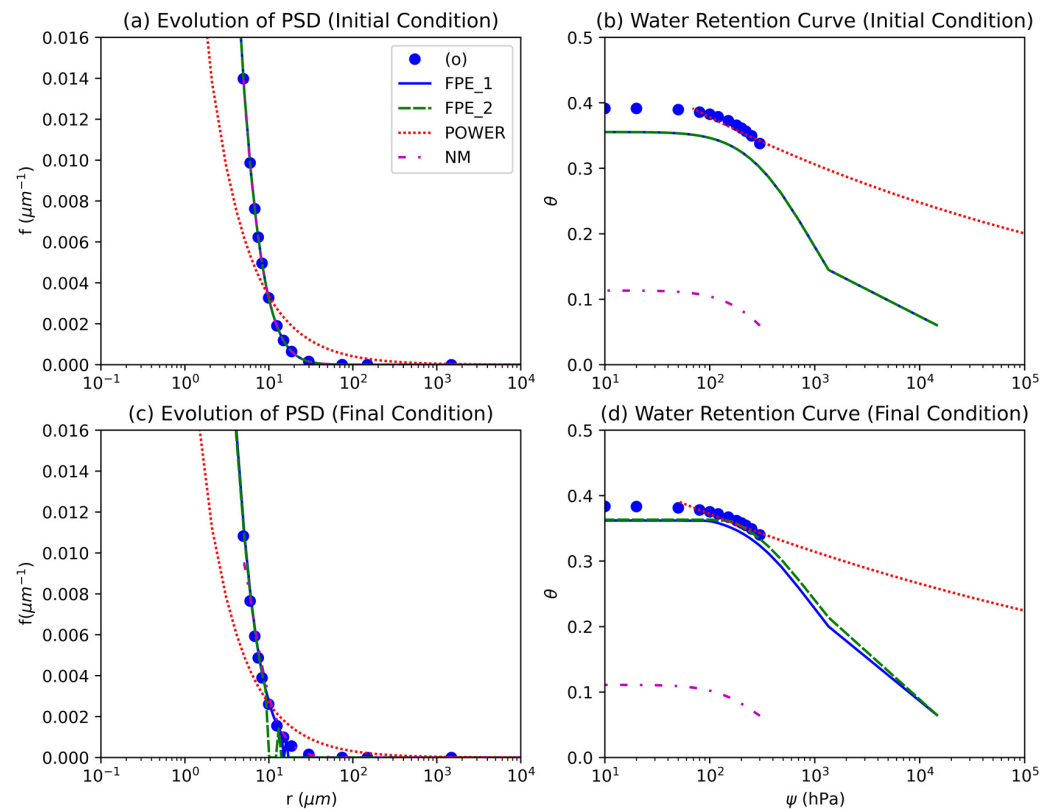 (a) Evolution of PSD (Initial Condition)
(b) Water Retention Curve (Initial Condition)
0.016
0.014
0.012
0.010
0.008
0.006
0.004
0.002
0.000
f (μm⁻¹)
(o)
FPE_1
FPE_2
POWER
NM
10⁻¹ 10⁰ 10¹ 10² 10³ 10⁴
0.5
0.4
0.3
0.2
0.1
0.0
θ
10¹ 10² 10³ 10⁴ 10⁵
(c) Evolution of PSD (Final Condition)
(d) Water Retention Curve (Final Condition)
0.016
0.014
0.012
0.010
0.008
0.006
0.004
0.002
0.000
f(μm⁻¹)
10⁻¹ 10⁰ 10¹ 10² 10³ 10⁴
r (μm)
0.5
0.4
0.3
0.2
0.1
0.0
θ
10¹ 10² 10³ 10⁴ 10⁵
ψ (hPa)